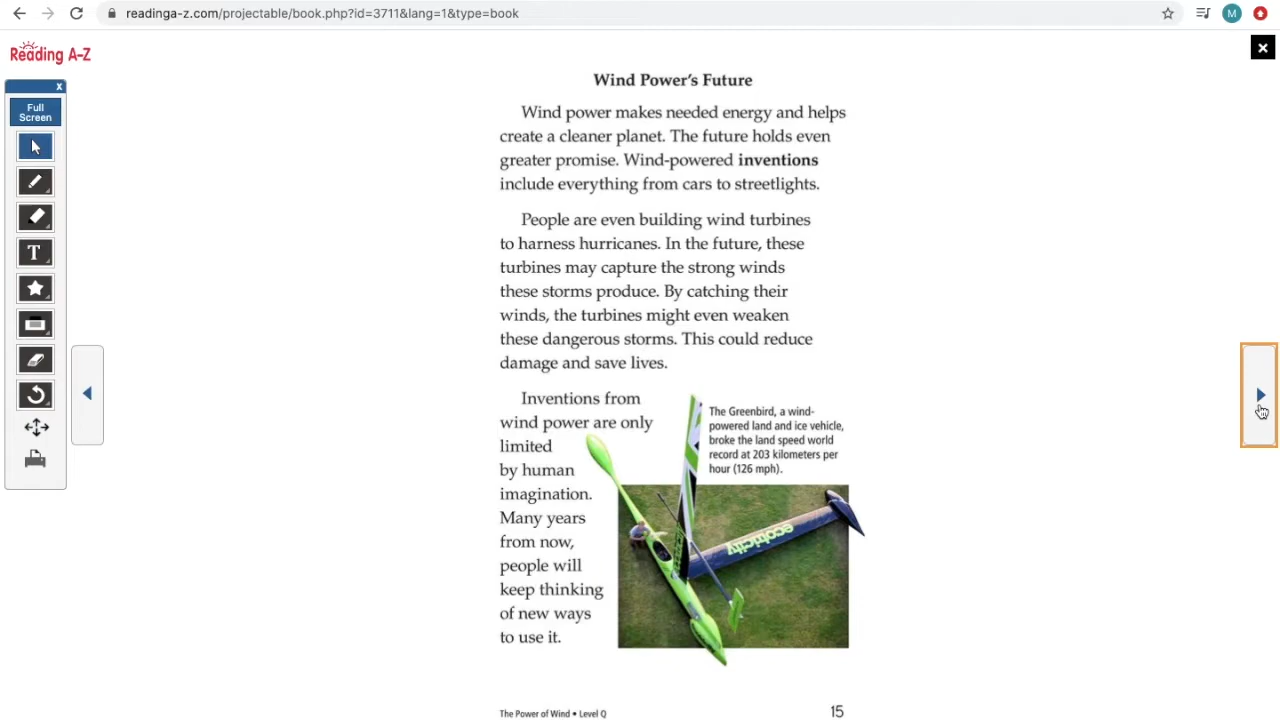 readinga-z.com/projectable/book.php?id=3711&lang=1&type=book
M
Reading A-Z
x
Full
Screen
T
Wind Power's Future
Wind power makes needed energy and helps
create a cleaner planet. The future holds even
greater promise. Wind-powered inventions
include everything from cars to streetlights.
People are even building wind turbines
to harness hurricanes. In the future, these
turbines may capture the strong winds
these storms produce. By catching their
winds, the turbines might even weaken
these dangerous storms. This could reduce
damage and save lives.
Inventions from
wind power are only
limited
by human
imagination.
Many years
from now,
people will
keep thinking
of new ways
to use it.
The Greenbird, a wind-
powered land and ice vehicle,
broke the land speed world
record at 203 kilometers per
hour (126 mph).
ecotricity
The Power of Wind • Level Q
15